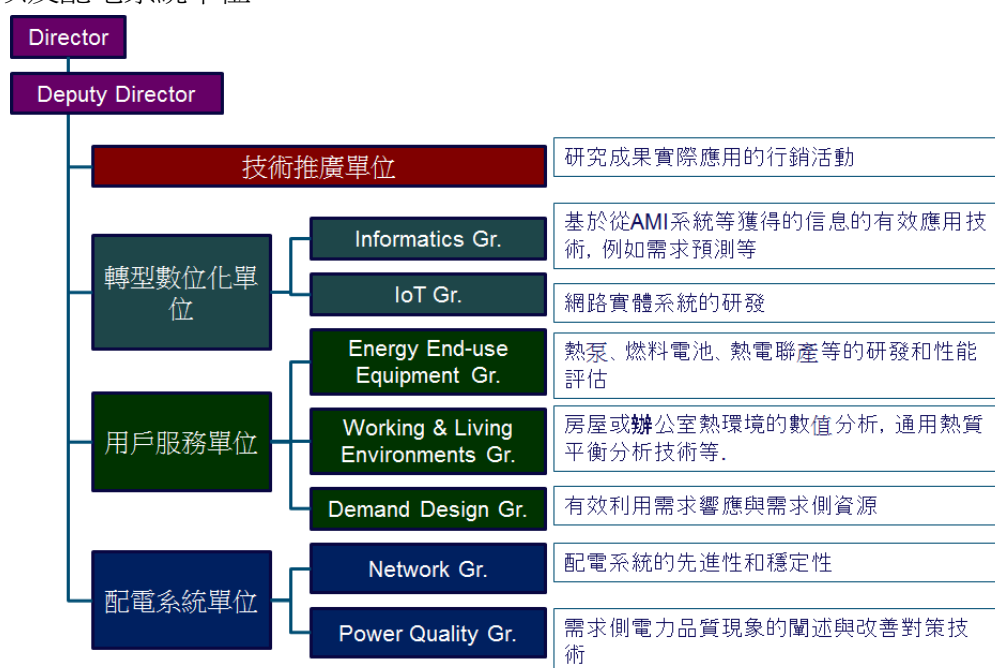 Director
Deputy Director
技術推廣單位
研究成果實際應用的行銷活動
轉型數位化單
位
Informatics Gr.
基於從AMI系統等獲得的信息的有效應用技
術, 例如需求預測等
IoT Gr.
網路實體系統的研發
用戶服務單位
Energy End-use
Equipment Gr.
熱泵、燃料電池、熱電聯產等的研發和性能
評估
Working & Living
Environments Gr.
房屋或辦公室熱環境的數值分析, 通用熱質
平衡分析技術等.
Demand Design Gr.
有效利用需求響應與需求側資源
配電系統單位
Network Gr.
配電系統的先進性和穩定性
Power Quality Gr.
需求側電力品質現象的闡述與改善對策技
術